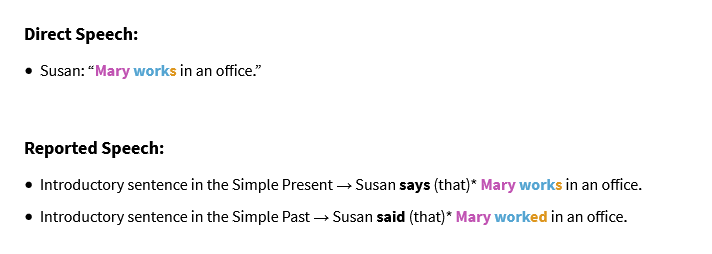 Direct Speech:
● Susan: “Mary works in an office.”
Reported Speech:
● Introductory sentence in the Simple Present → Susan says (that)* Mary works in an office.
● Introductory sentence in the Simple Past → Susan said (that)* Mary worked in an office.